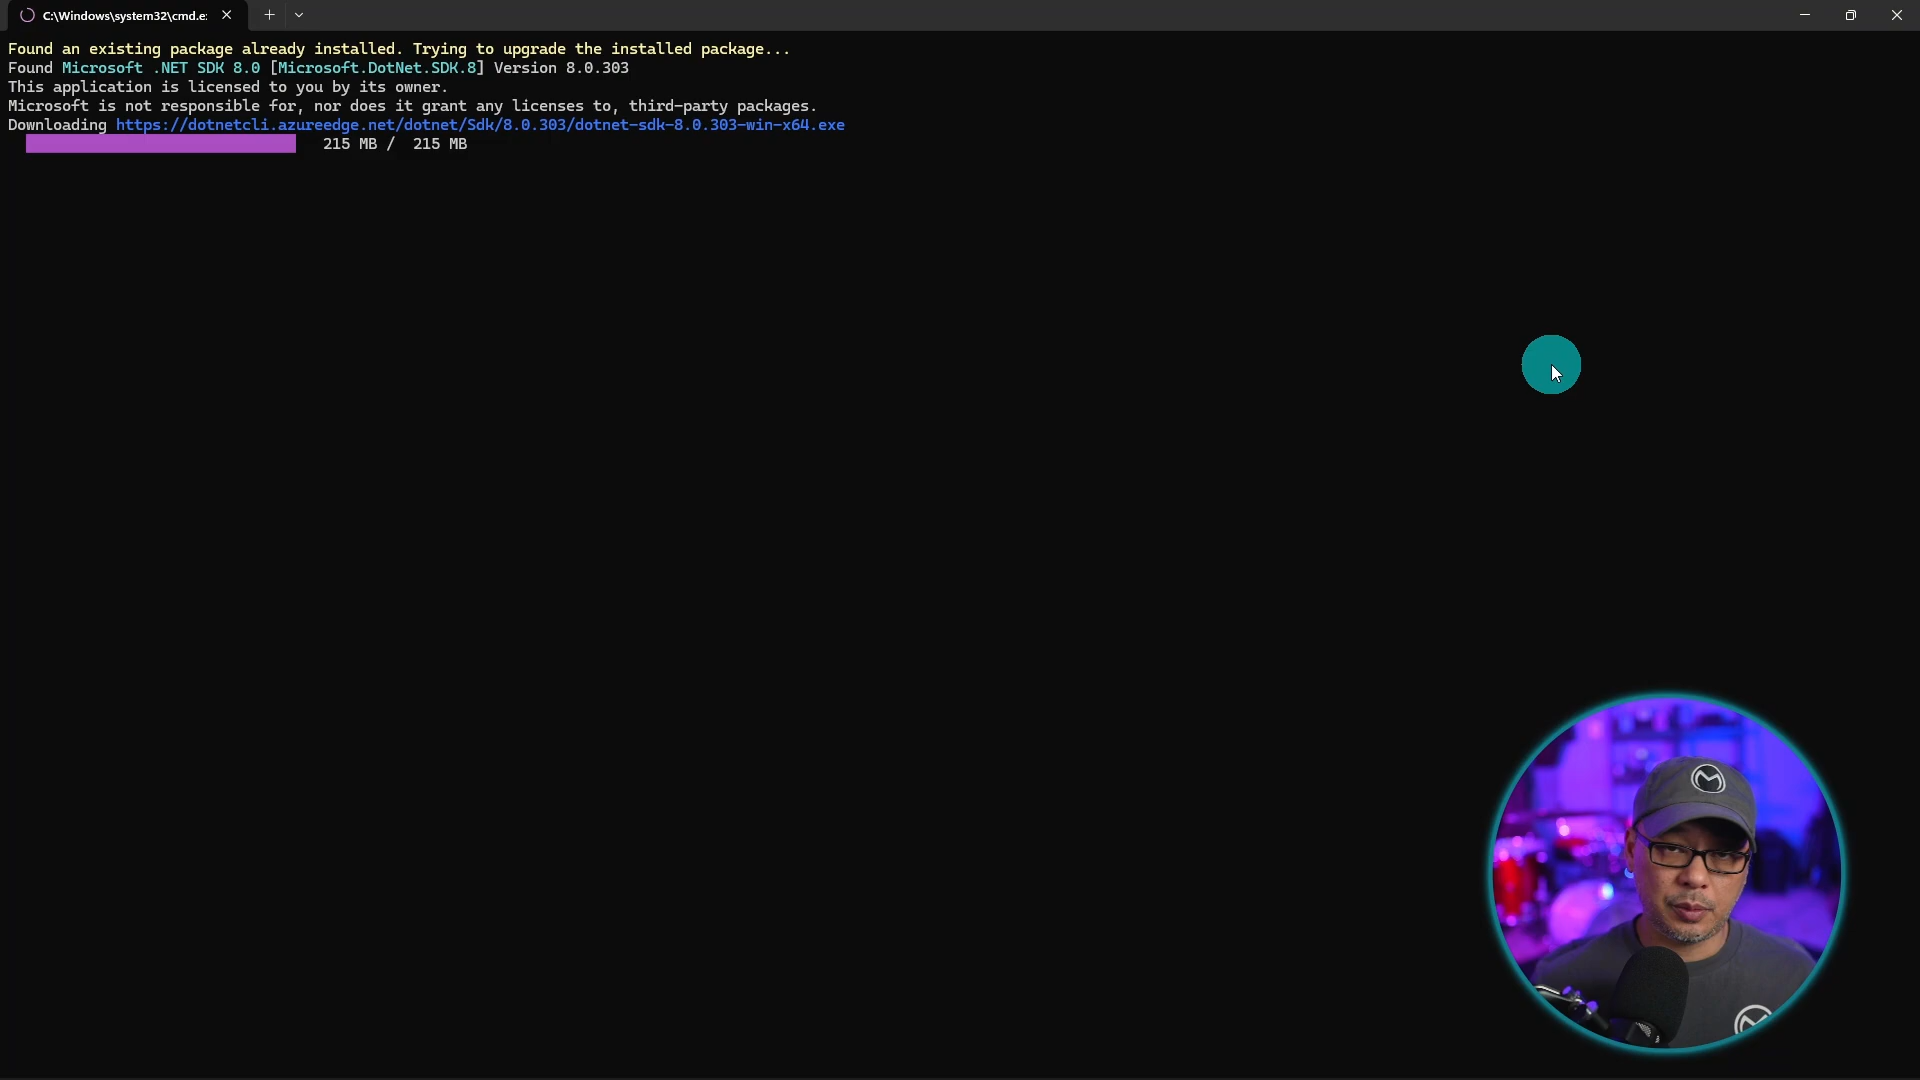 C:\Windows\system32\cmd.e:
Found an existing package already installed. Trying to upgrade the installed package...
Found Microsoft .NET SDK 8.0 [Microsoft.DotNet.SDK.8] Version 8.0.303
This application is licensed to you by its owner.
Microsoft is not responsible for, nor does it grant any licenses to, third-party packages.
Downloading https://dotnetcli.azureedge.net/dotnet/Sdk/8.0.303/dotnet-sdk-8.0.303-win-x64.exe
215 MB / 215 MB